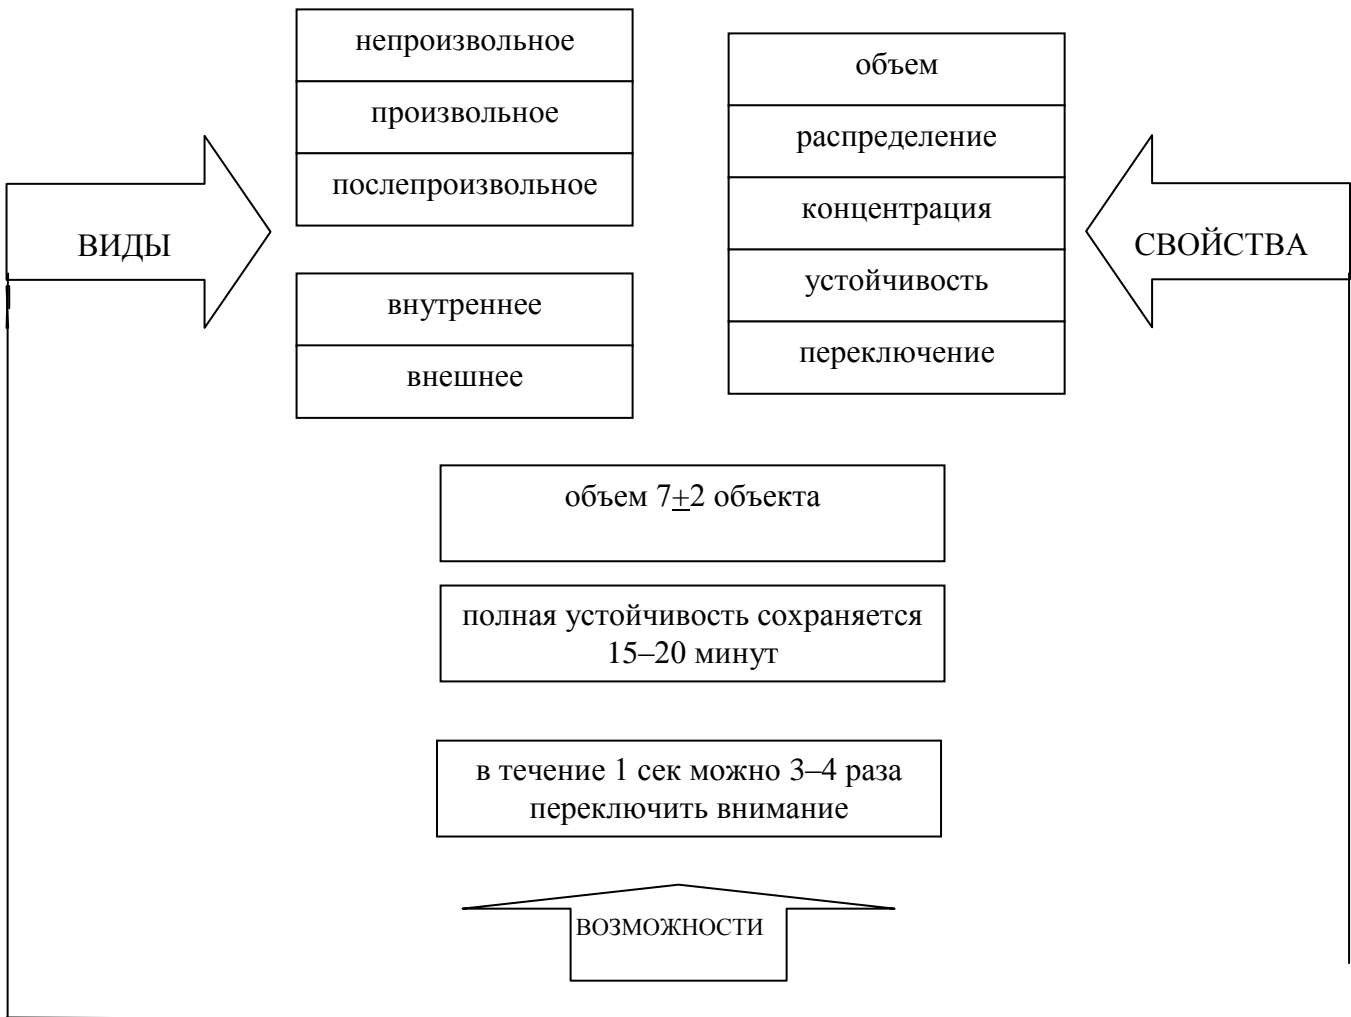 ВИДЫ
непроизвольное
произвольное
послепроизвольное
внутреннее
внешнее
объем
распределение
концентрация
устойчивость
переключение
СВОЙСТВА
объем 7+2 объекта
полная устойчивость сохраняется
15–20 минут
в течение 1 сек можно 3–4 раза
переключить внимание
ВОЗМОЖНОСТИ